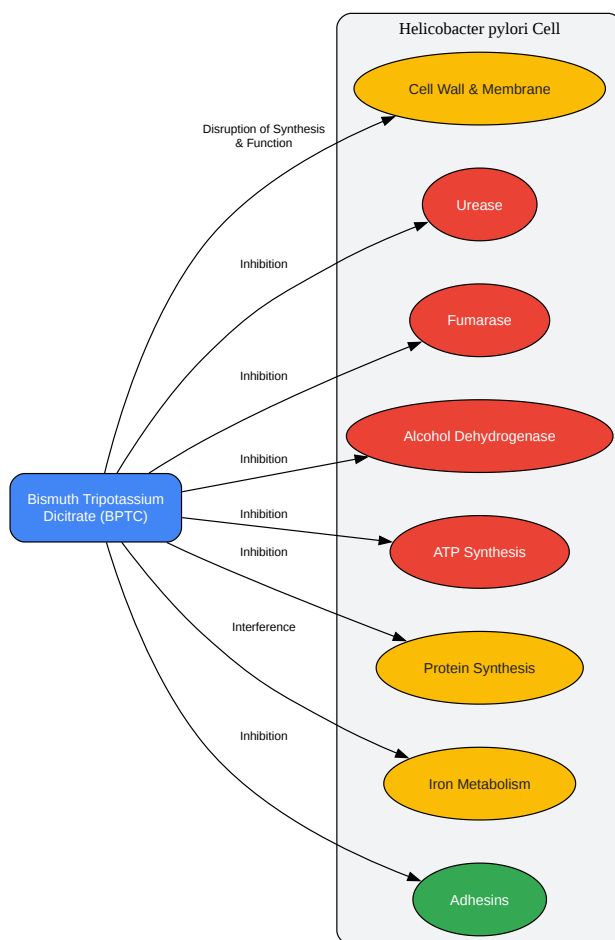 Helicobacter pylori Cell
Cell Wall & Membrane
Disruption of Synthesis
& Function
Urease
Inhibition
Fumarase
Inhibition
Alcohol Dehydrogenase
Inhibition
Bismuth Tripotassium
Dicitrate (BPTC)
Inhibition
ATP Synthesis
Inhibition
Protein Synthesis
Interference
Iron Metabolism
Inhibition
Adhesins